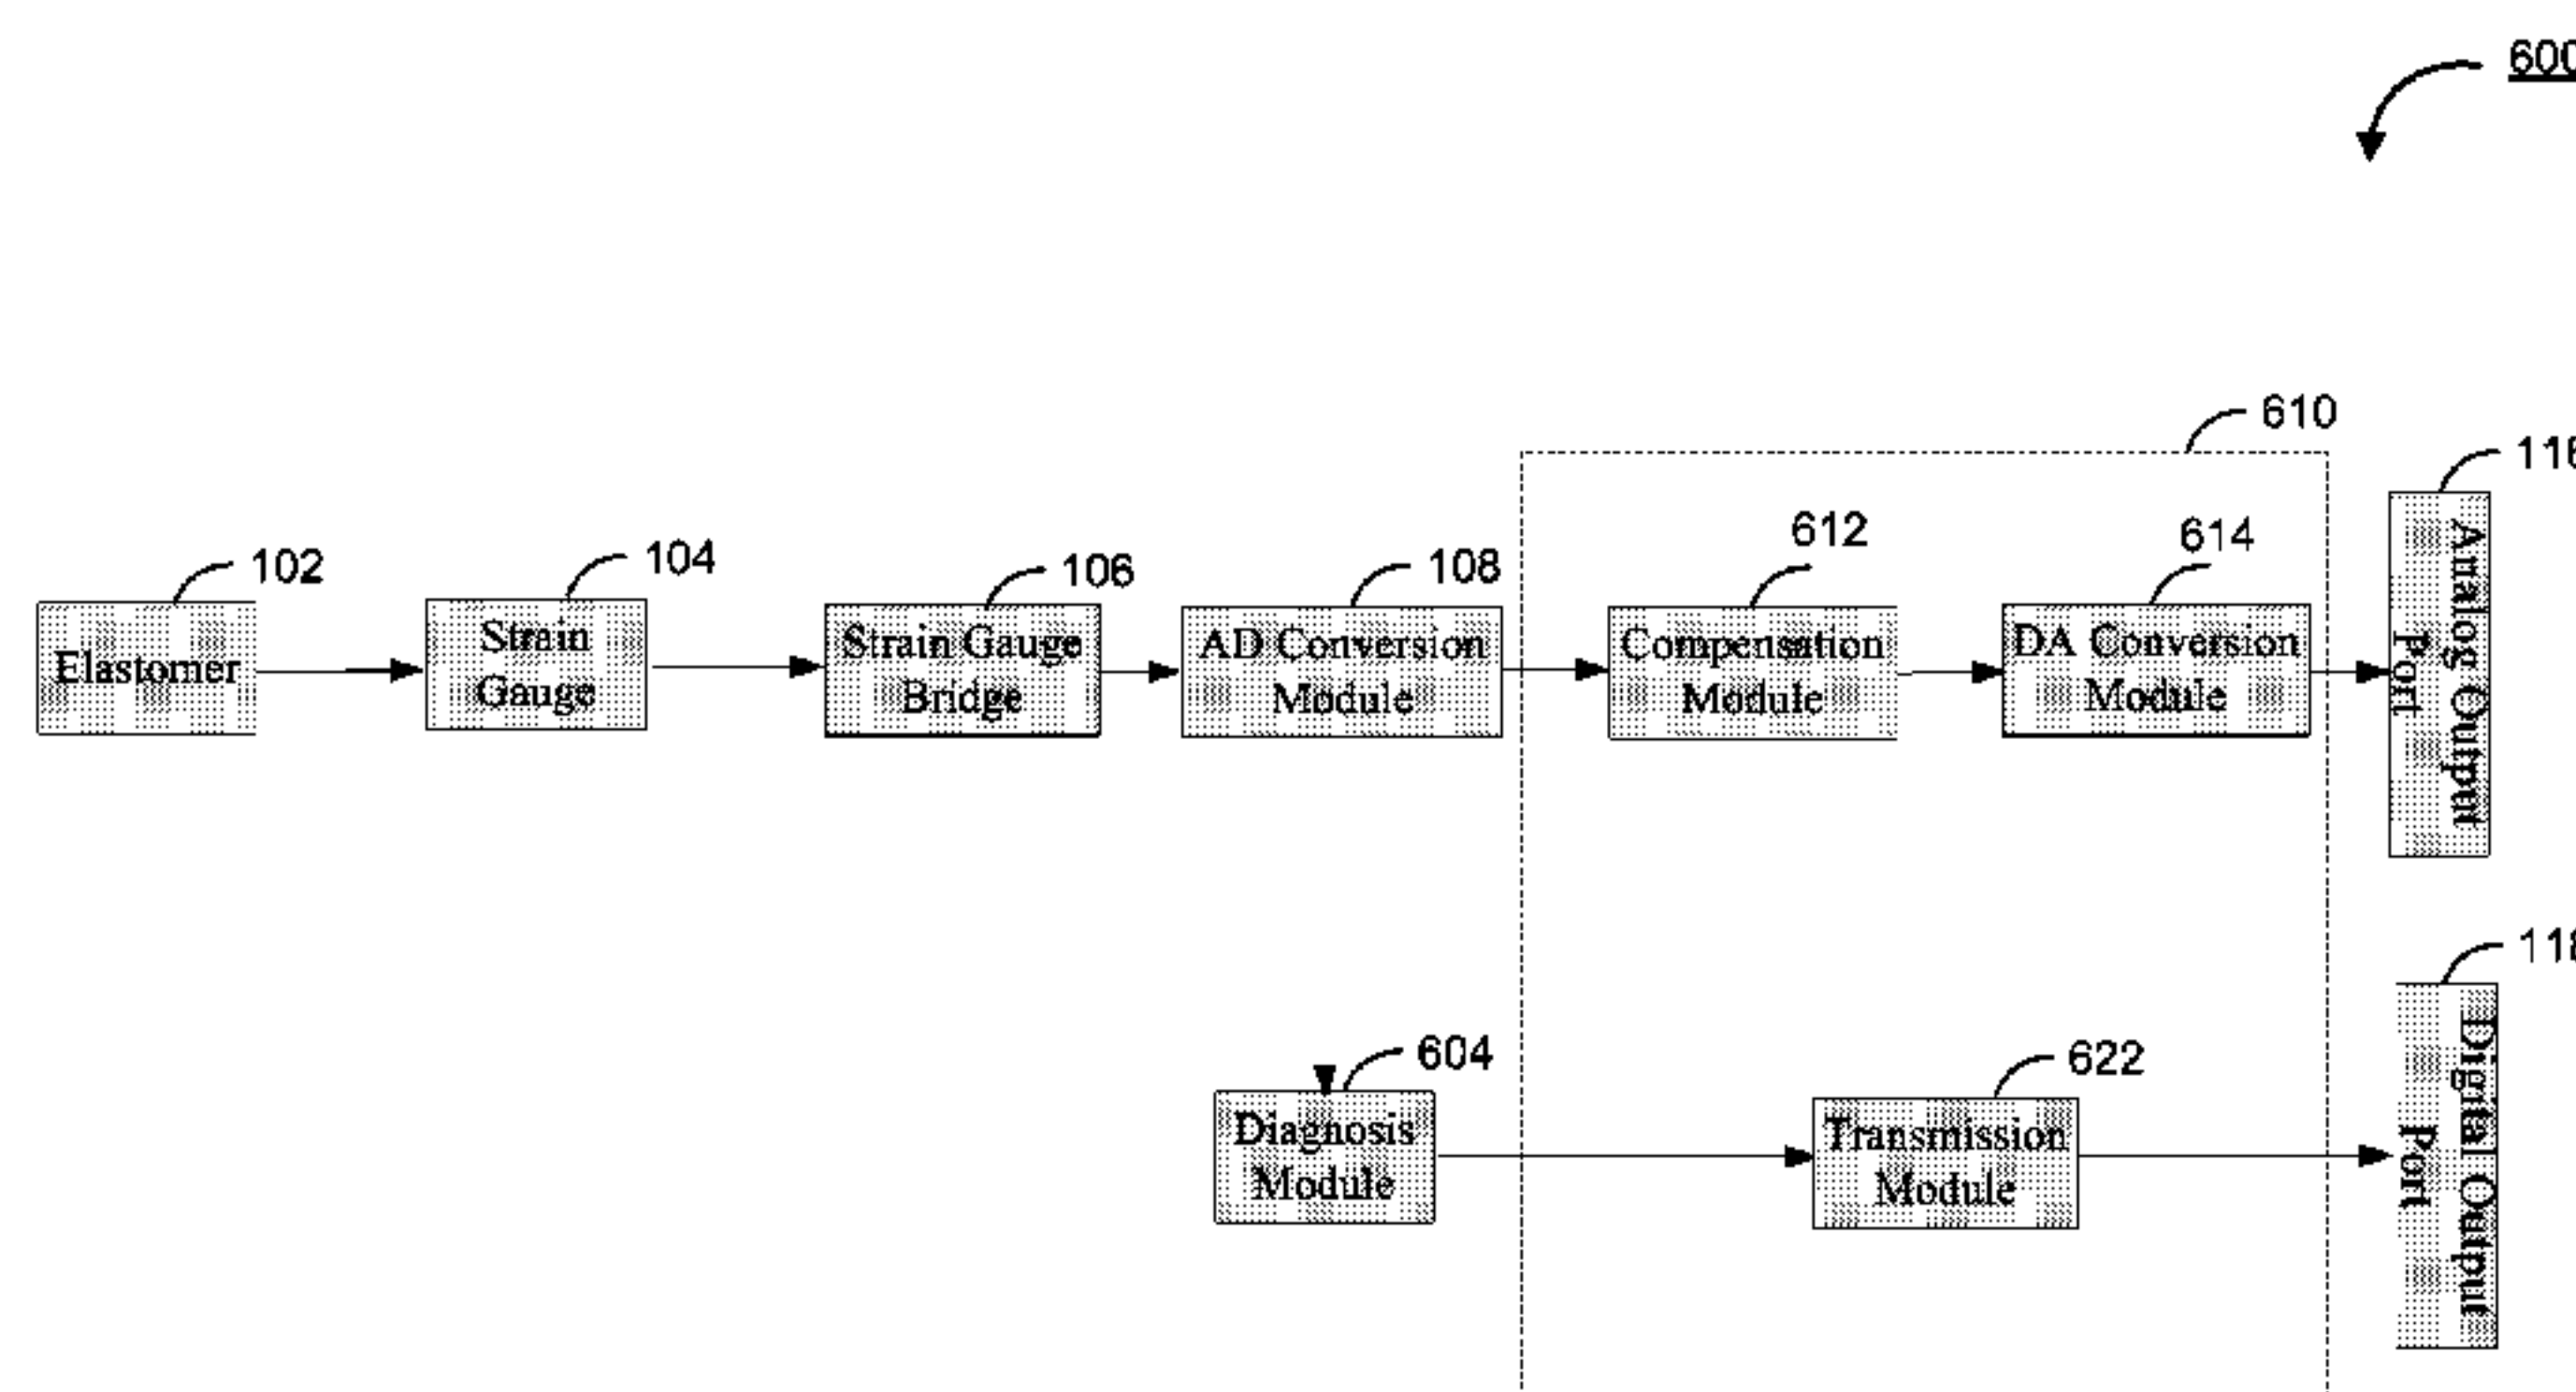 600
610
116
612
614
102
104
106
108
Elastomer
Strain
Gauge
Strain Gauge
Bridge
AD Conversion
Module
Compensation
Module
DA Conversion
Module
Analog Output
Port
118
604
622
Diagnosis
Module
Transmission
Module
Digital Output
Port